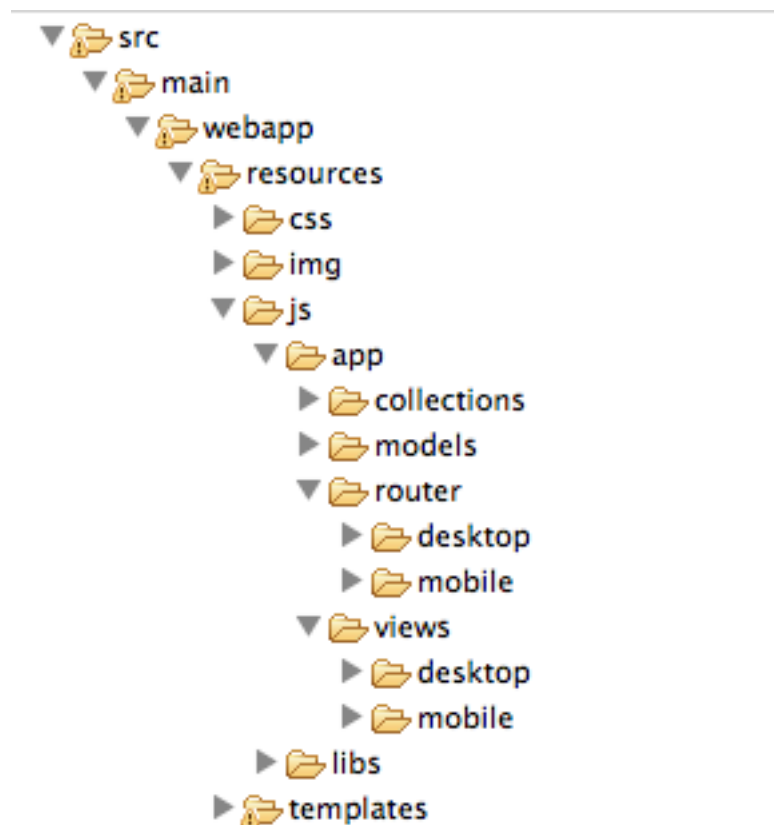 src
main
webapp
resources
css
img
js
app
collections
models
router
desktop
mobile
views
desktop
mobile
libs
templates